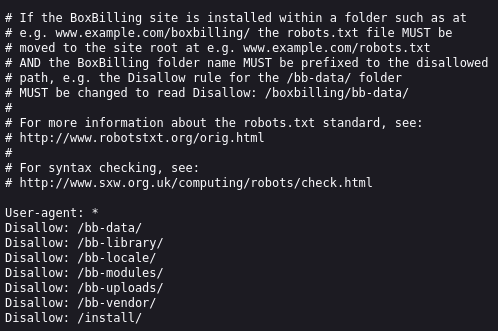 # If the BoxBilling site is installed within a folder such as at
# e.g. www.example.com/boxbilling/ the robots.txt file MUST be
# moved to the site root at e.g. www.example.com/robots.txt
# AND the BoxBilling folder name MUST be prefixed to the disallowed
# path, e.g. the Disallow rule for the /bb-data/ folder
# MUST be changed to read Disallow: /boxbilling/bb-data/
#
# For more information about the robots.txt standard, see:
# http://www.robotstxt.org/orig.html
#
# For syntax checking, see:
# http://www.sxw.org.uk/computing/robots/check.html

User-agent: *
Disallow: /bb-data/
Disallow: /bb-library/
Disallow: /bb-locale/
Disallow: /bb-modules/
Disallow: /bb-uploads/
Disallow: /bb-vendor/
Disallow: /install/